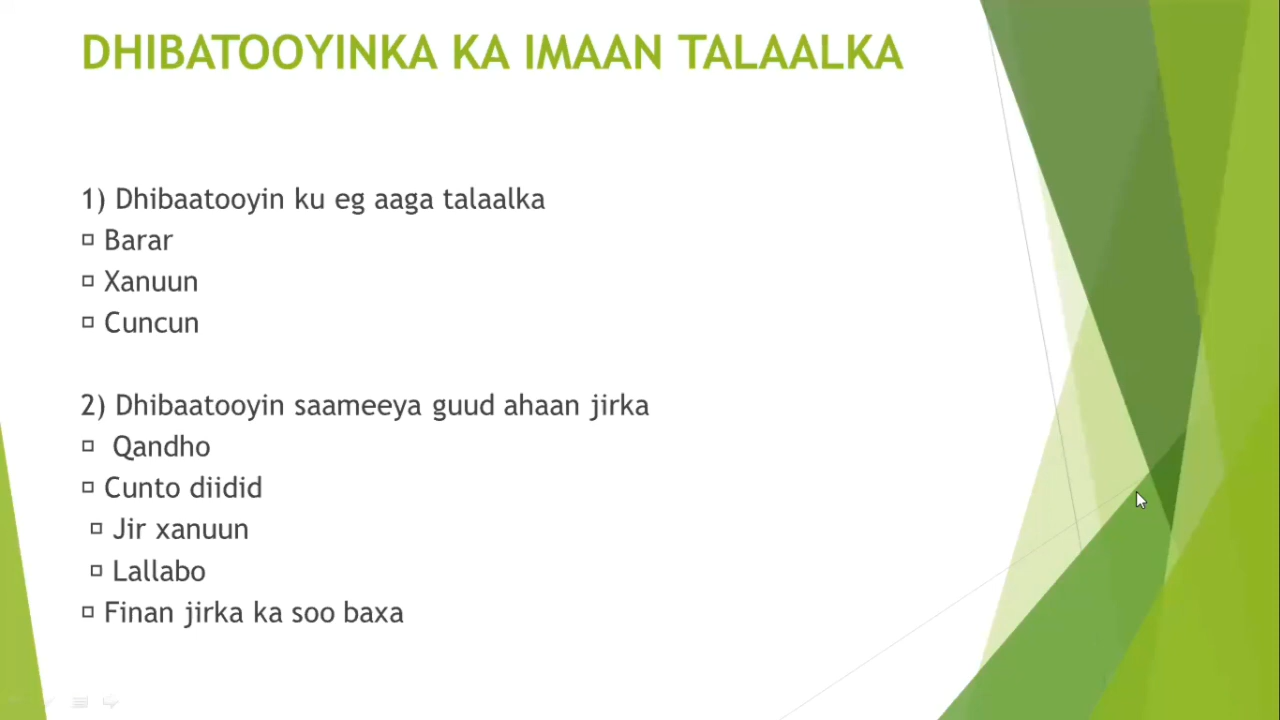 DHIBATOOYINKA KA IMAAN TALAALKA
1) Dhibaatooyin ku eg aaga talaalka
Barar
Xanuun
Cuncun
2) Dhibaatooyin saameeya guud ahaan jirka
Qandho
Cunto diidid
Jir xanuun
Lallabo
Finan jirka ka soo baxa